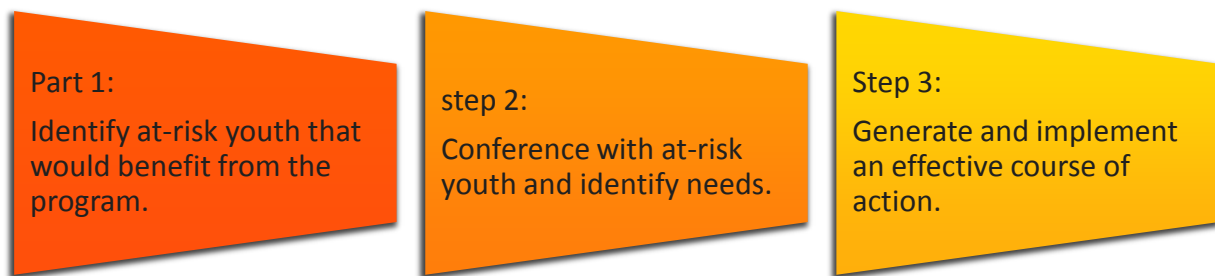 Part 1:
Identify at-risk youth that
would benefit from the
program.
step 2:
Conference with at-risk
youth and identify needs.
Step 3:
Generate and implement
an effective course of
action.